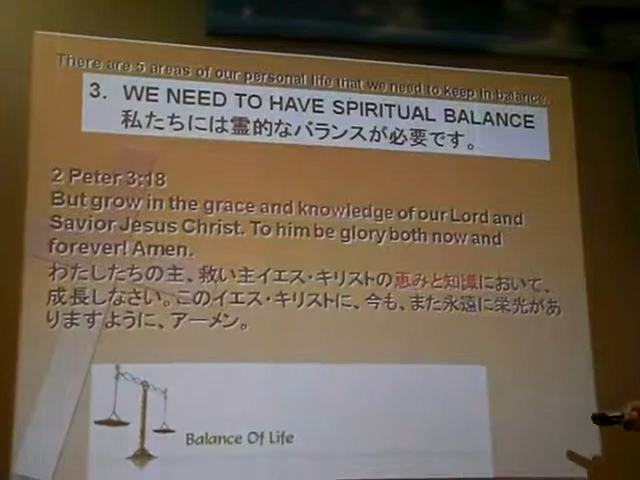 There are 5 areas of our personal life that we need to keep in balance.
3. WE NEED TO HAVE SPIRITUAL BALANCE
私たちには霊的なバランスが必要です。
2 Peter 3:18
But grow in the grace and knowledge of our Lord and
Savior Jesus Christ. To him be glory both now and
forever! Amen.
わたしたちの主、救い主イエス・キリストの恵みと知識において、
成長しなさい。このイエス・キリストに、今も、また永遠に栄光があ
りますように、アーメン。
Balance Of Life